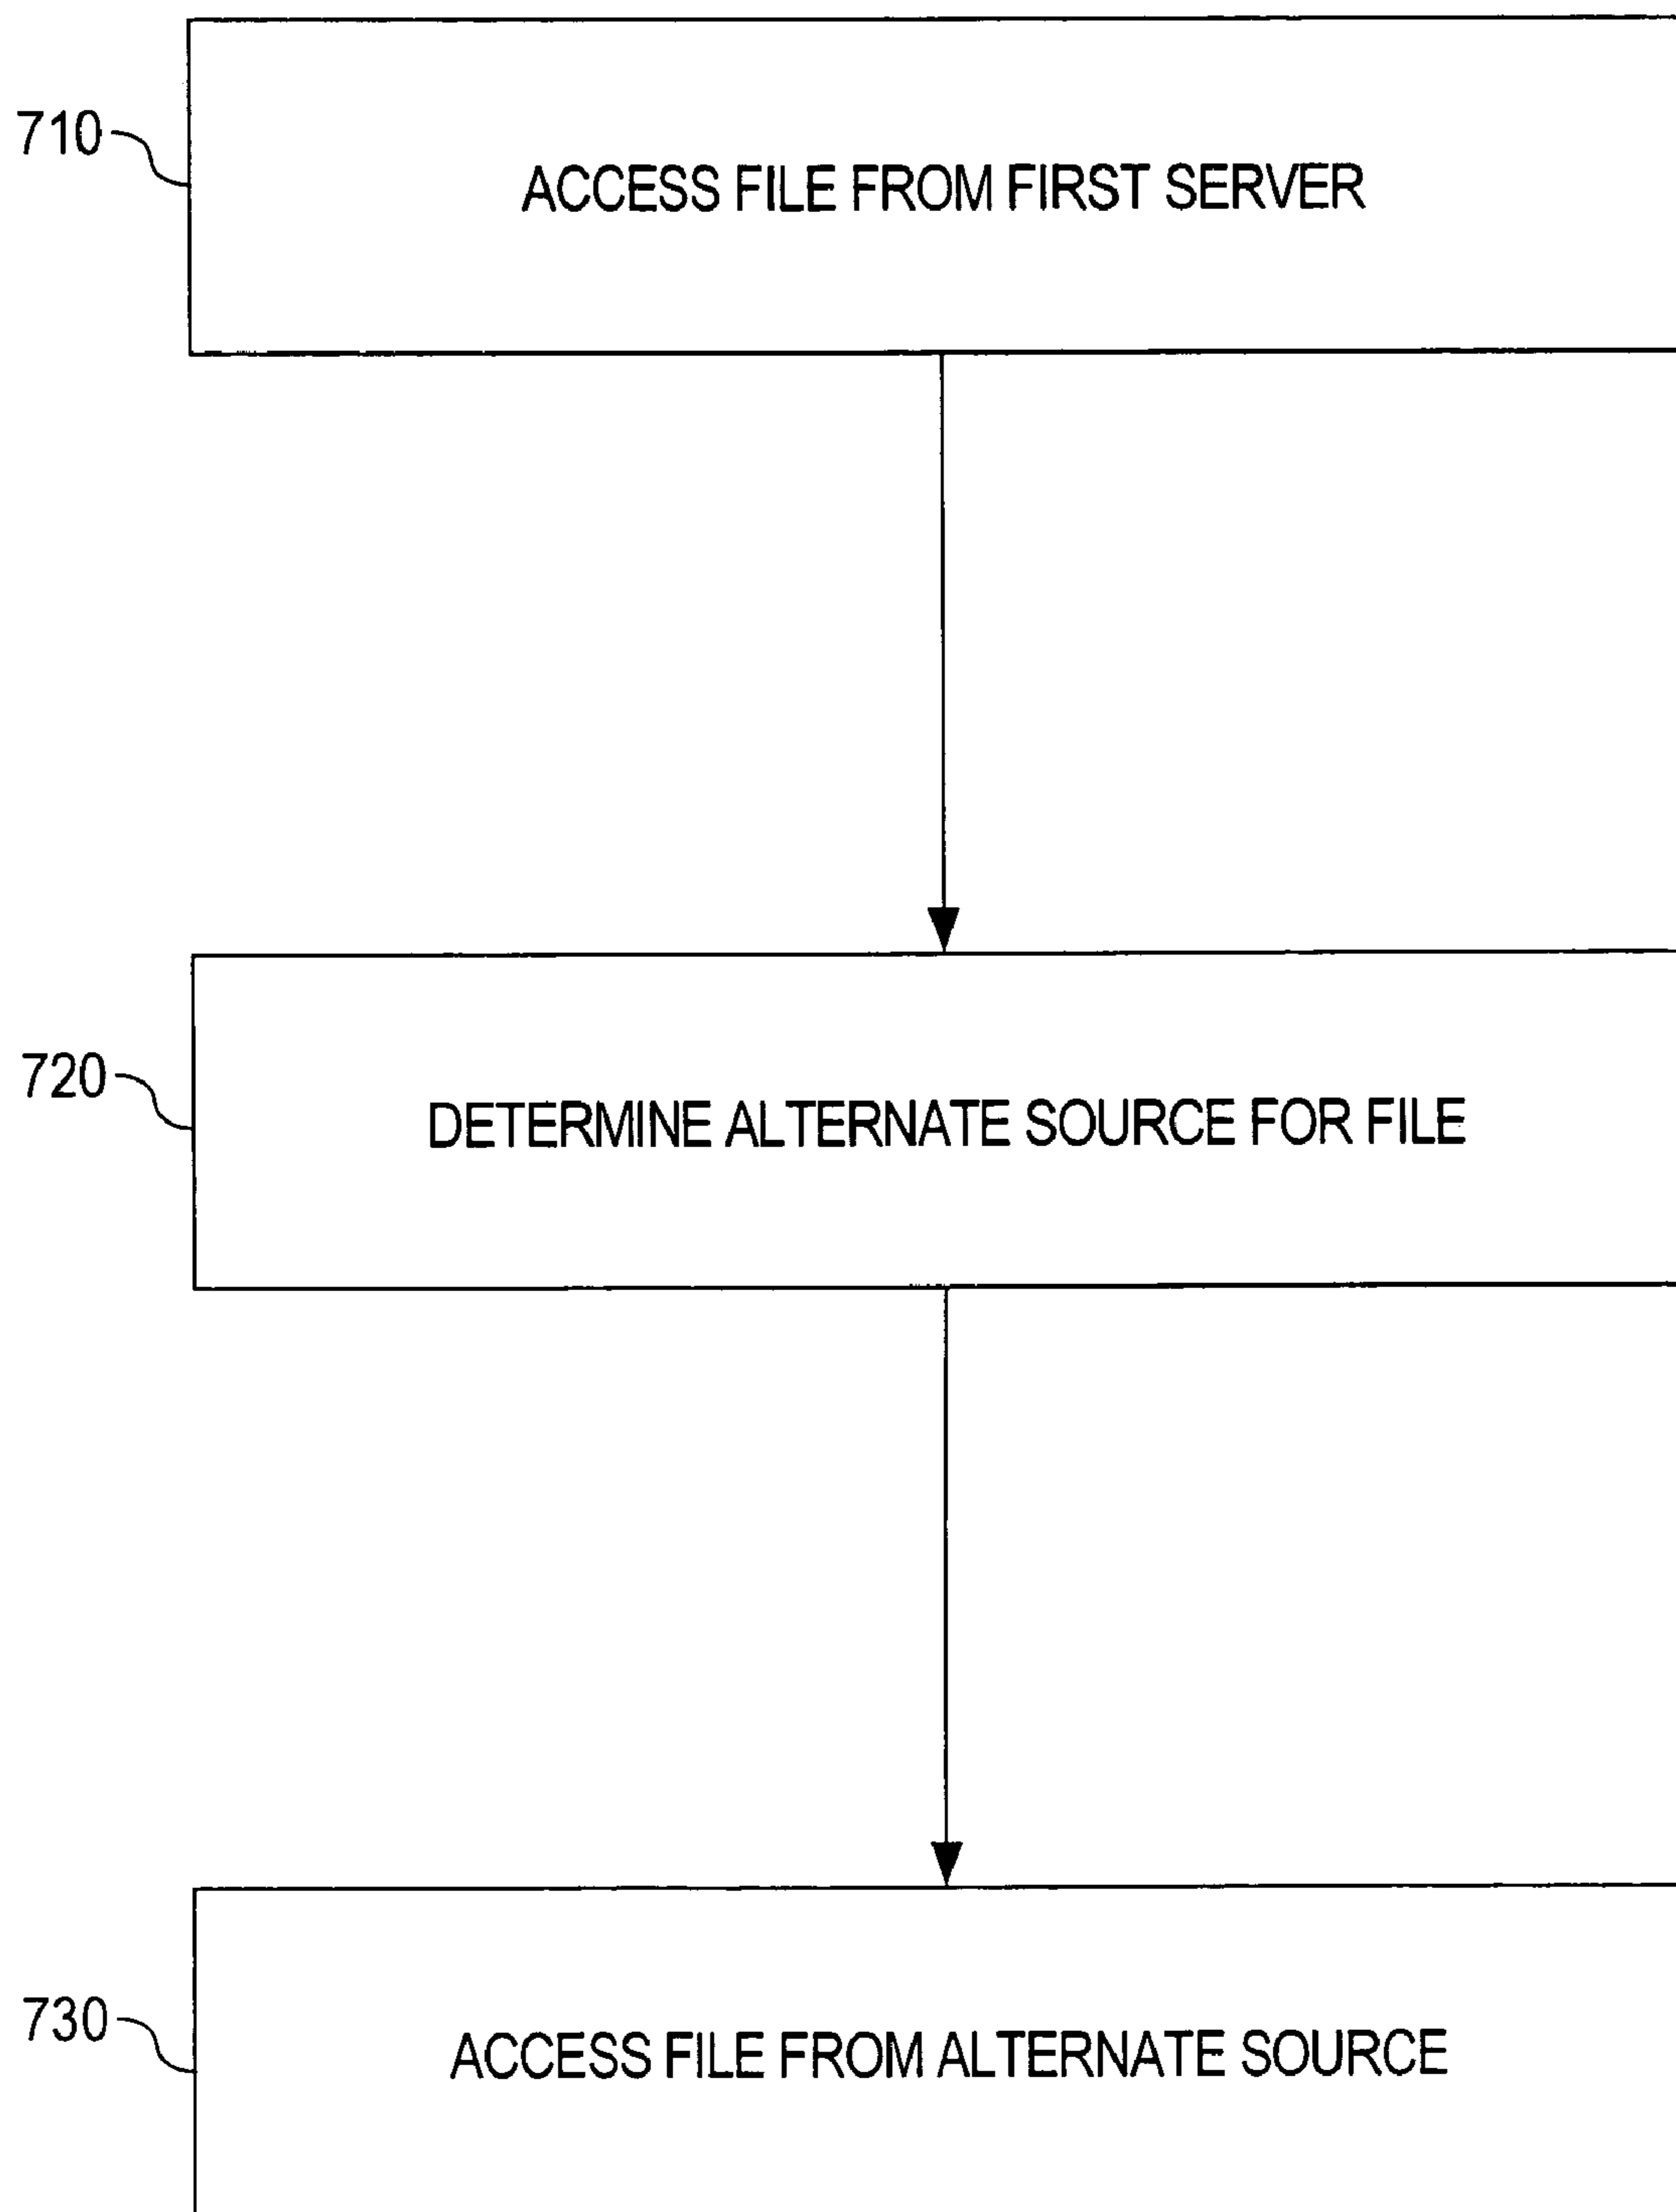 710
ACCESS FILE FROM FIRST SERVER
720
DETERMINE ALTERNATE SOURCE FOR FILE
730
ACCESS FILE FROM ALTERNATE SOURCE